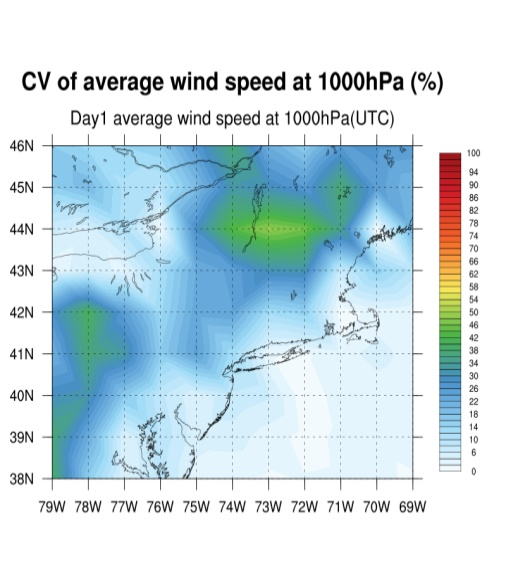 CV of average wind speed at 1000hPa (%)
Day1 average wind speed at 1000hPa(UTC)
46N
45N
44N
43N
42N
41N
40N
39N
38N
79W 78W 77W 76W 75W 74W 73W 72W 71W 70W 69W
100
94
90
86
82
78
74
70
66
62
58
54
50
46
42
38
34
30
26
22
18
14
10
6
0